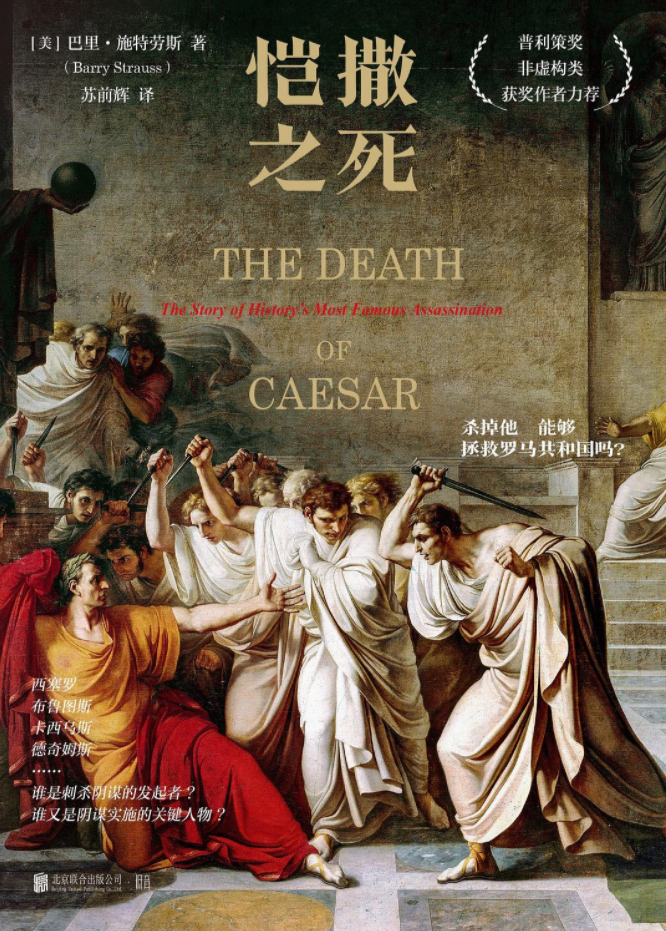 [美] 巴里·施特劳斯 著
(Barry Strauss)
苏前辉 译
恺撒
之死
普利策奖
非虚构类
获奖作者力荐
THE DEATH
The Story of History's Most Famous Assassination
OF
CAESAR
杀掉他 能够
拯救罗马共和国吗?
西塞罗
布鲁图斯
卡西乌斯
德奇姆斯
……
谁是刺杀阴谋的发起者?
谁又是阴谋实施的关键人物?
北京联合出版公司
Beijing United Publishing Co.,Ltd.